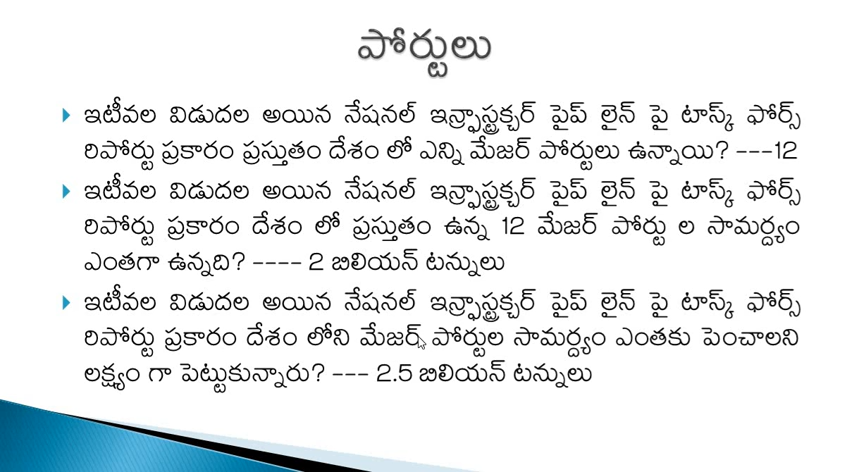 పోర్టులు
ఇటీవల విడుదల అయిన నేషనల్ ఇన్ఫ్రాస్ట్రక్చర్ పైప్ లైన్ పై టాస్క్ ఫోర్స్
రిపోర్టు ప్రకారం ప్రస్తుతం దేశం లో ఎన్ని మేజర్ పోర్టులు ఉన్నాయి? ---12
ఇటీవల విడుదల అయిన నేషనల్ ఇన్ఫ్రాస్ట్రక్చర్ పైప్ లైన్ పై టాస్క్ ఫోర్స్
రిపోర్టు ప్రకారం దేశం లో ప్రస్తుతం ఉన్న 12 మేజర్ పోర్టు ల సామర్ద్యం
ఎంతగా ఉన్నది? ---- 2 బిలియన్ టన్నులు
ఇటీవల విడుదల అయిన నేషనల్ ఇన్ఫ్రాస్ట్రక్చర్ పైప్ లైన్ పై టాస్క్ ఫోర్స్
రిపోర్టు ప్రకారం దేశం లోని మేజర్ పోర్టుల సామర్ద్యం ఎంతకు పెంచాలని
లక్ష్యం గా పెట్టుకున్నారు? --- 2.5 బిలియన్ టన్నులు